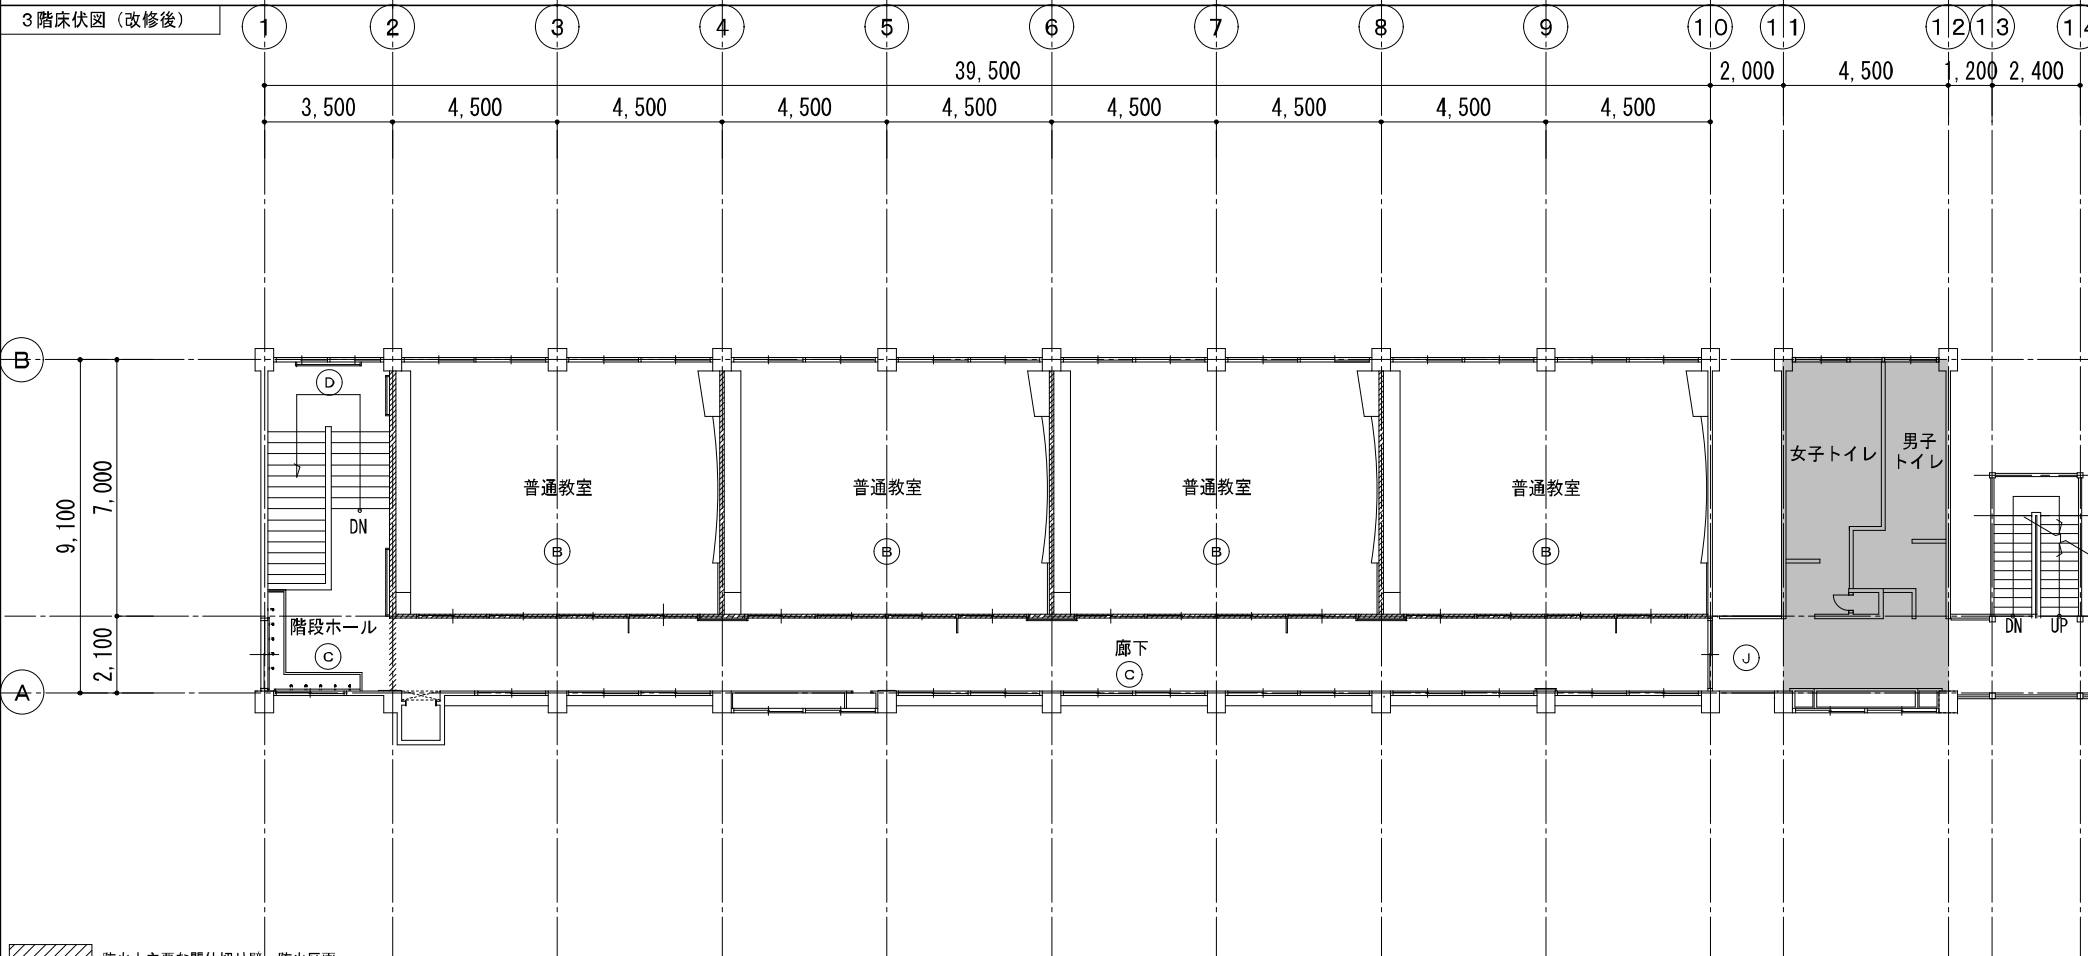 3階床伏図（改修後）
1 2 3 4 5 6 7 8 9 10 11 12 13
39,500 2,000 4,500 1,200 2,400
3,500 4,500 4,500 4,500 4,500 4,500 4,500 4,500 4,500
B
D
男子
女子トイレ トイレ
7,000
9,100
普通教室 普通教室 普通教室 普通教室
DN
B B B B
階段ホール
DN UP
廊下
2,100
C
J
C
A